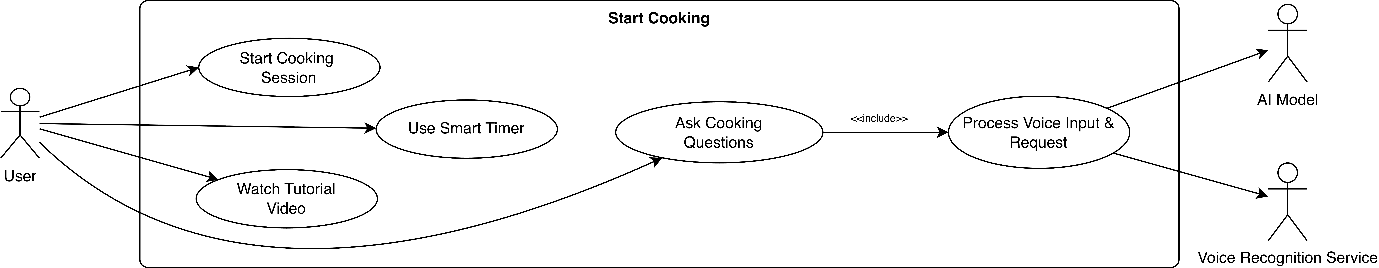 Start Cooking
Start Cooking
Session
Use Smart Timer
Watch Tutorial
Video
Ask Cooking
Questions
<<include>>
Process Voice Input &
Request
User
AI Model
Voice Recognition Service